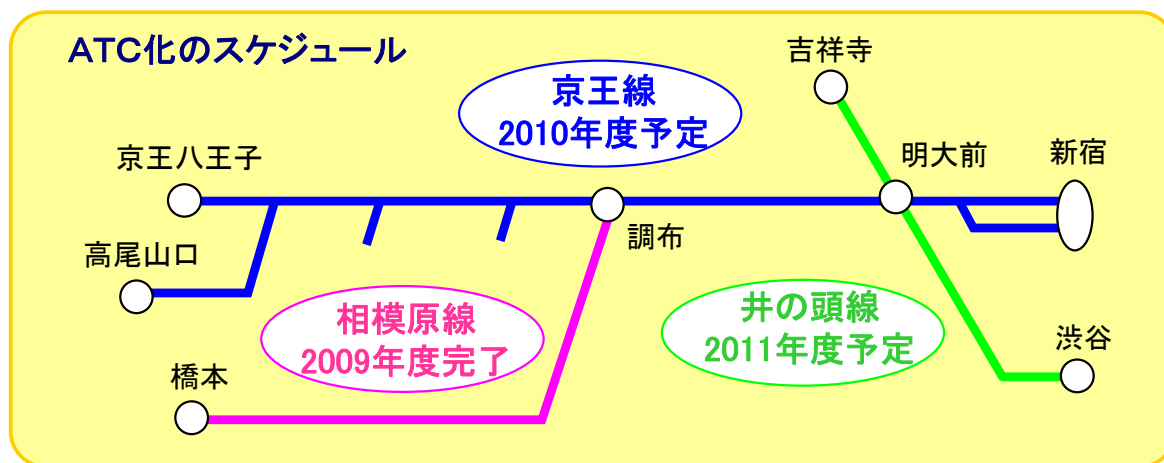 ATC化のスケジュール
吉祥寺
京王線
2010年度予定
京王八王子
明大前
新宿
調布
高尾山口
相模原線
2009年度完了
井の頭線
2011年度予定
渋谷
橋本